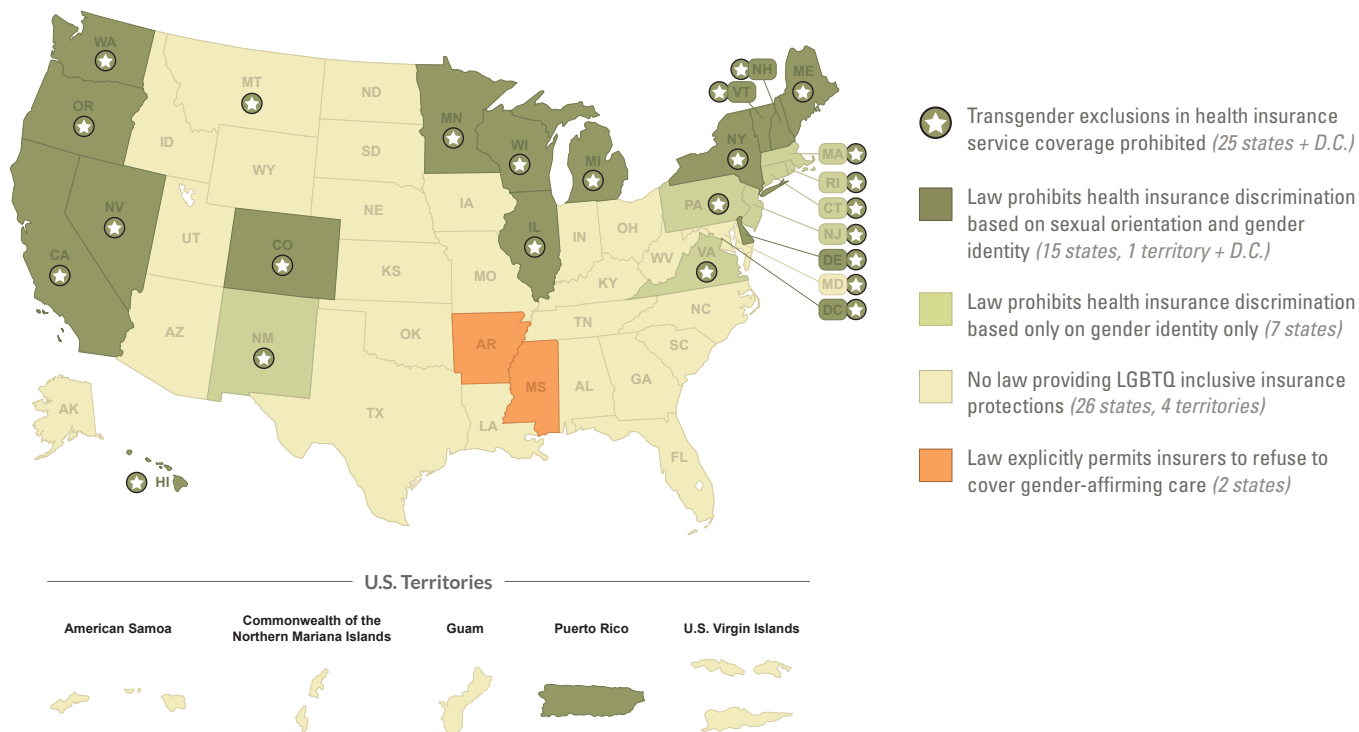 WA
MT
ND
MN
OR
ID
SD
WI
MI
NY
NH
VT
ME
WY
MA
RI
CT
NJ
DE
MD
DC
NV
UT
CO
NE
IA
IL
IN
OH
PA
CA
KS
MO
WV
VA
KY
AZ
NM
OK
AR
TN
NC
SC
MS
AL
GA
TX
LA
FL
AK
HI
Transgender exclusions in health insurance
service coverage prohibited (25 states + D.C.)
Law prohibits health insurance discrimination
based on sexual orientation and gender
identity (15 states, 1 territory + D.C.)
Law prohibits health insurance discrimination
based only on gender identity only (7 states)
No law providing LGBTQ inclusive insurance
protections (26 states, 4 territories)
Law explicitly permits insurers to refuse to
cover gender-affirming care (2 states)
U.S. Territories
American Samoa
Commonwealth of the
Northern Mariana Islands
Guam
Puerto Rico
U.S. Virgin Islands